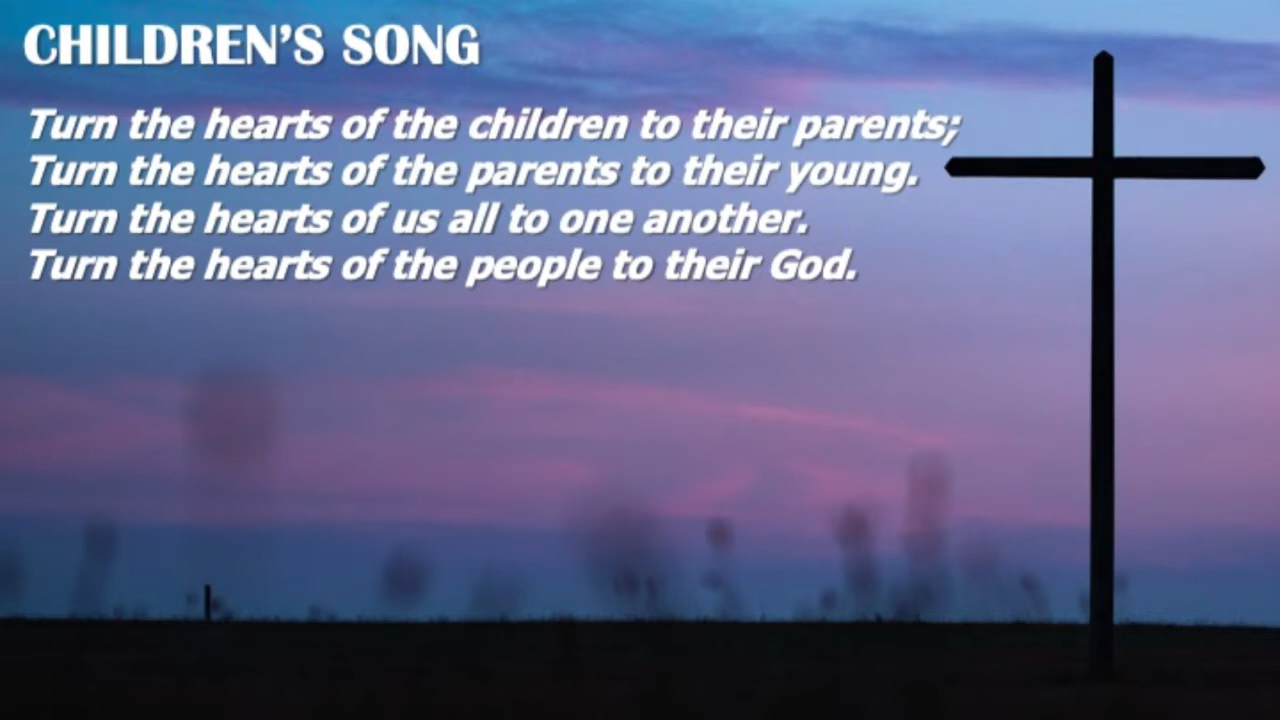 CHILDREN’S SONG
Turn the hearts of the children to their parents;
Turn the hearts of the parents to their young.
Turn the hearts of us all to one another.
Turn the hearts of the people to their God.